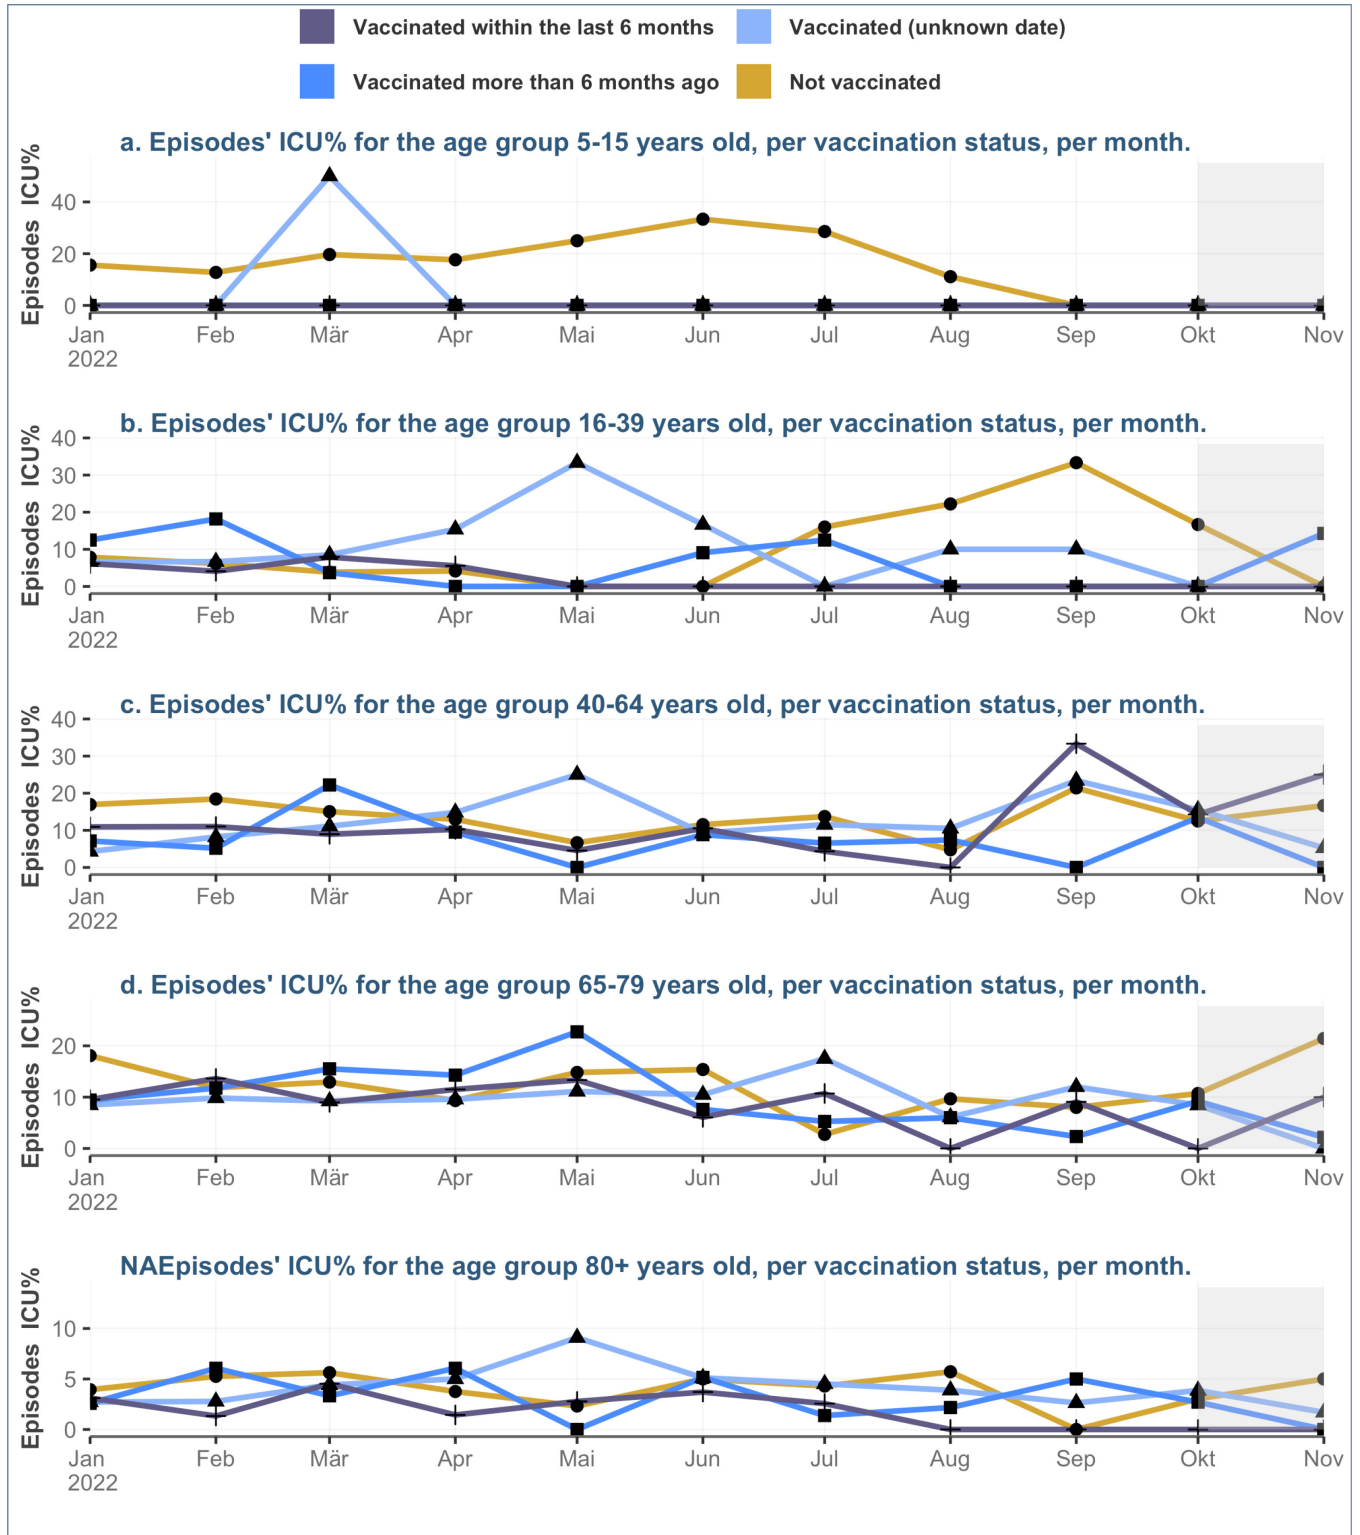 Vaccinated within the last 6 months
Vaccinated (unknown date)
Vaccinated more than 6 months ago
Not vaccinated
a. Episodes' ICU% for the age group 5-15 years old, per vaccination status, per month.
Episodes ICU%
40
20
0
Jan Feb Mär Apr Mai Jun Jul Aug Sep Okt Nov
2022
b. Episodes' ICU% for the age group 16-39 years old, per vaccination status, per month.
Episodes ICU%
40
30
20
10
0
Jan Feb Mär Apr Mai Jun Jul Aug Sep Okt Nov
2022
c. Episodes' ICU% for the age group 40-64 years old, per vaccination status, per month.
Episodes ICU%
40
30
20
10
0
Jan Feb Mär Apr Mai Jun Jul Aug Sep Okt Nov
2022
d. Episodes' ICU% for the age group 65-79 years old, per vaccination status, per month.
Episodes ICU%
20
10
0
Jan Feb Mär Apr Mai Jun Jul Aug Sep Okt Nov
2022
NAEpisodes' ICU% for the age group 80+ years old, per vaccination status, per month.
Episodes ICU%
10
5
0
Jan Feb Mär Apr Mai Jun Jul Aug Sep Okt Nov
2022